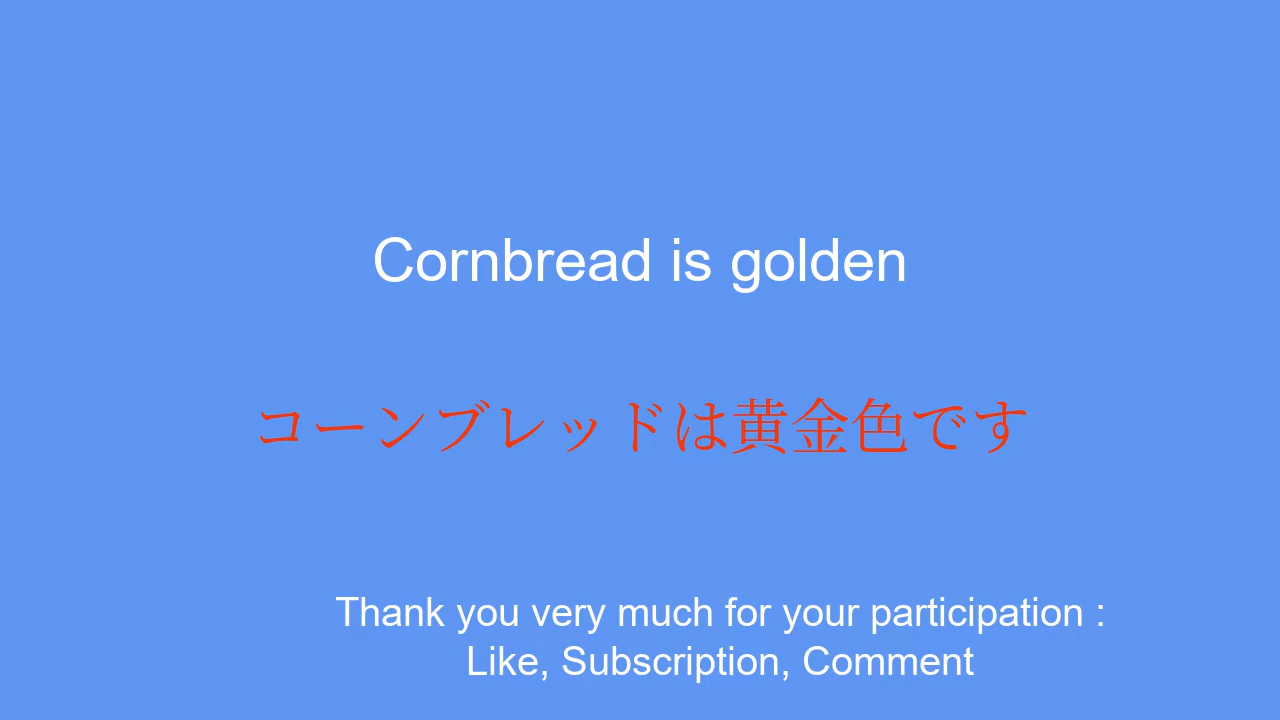 Cornbread is golden
コーンブレッドは黄金色です
Thank you very much for your participation :
Like, Subscription, Comment